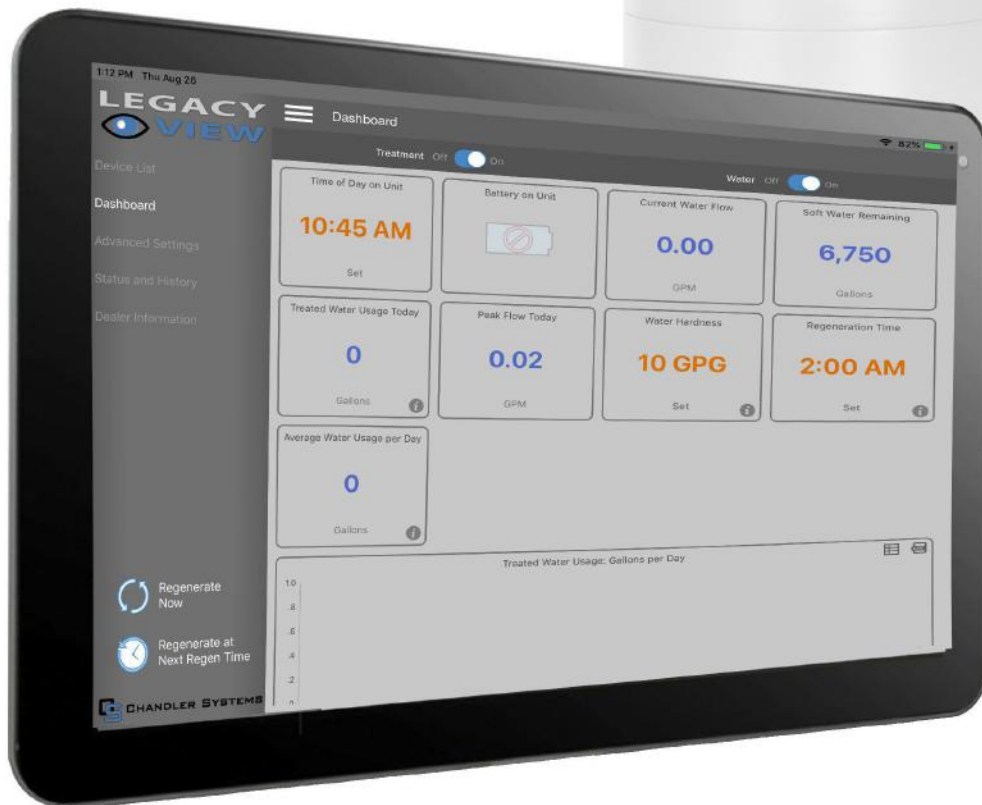 1:12 PM Thu Aug 26
82%
LEGACY
VIEW
Dashboard
Treatment Off On
Water Off On
Device List
Dashboard
Advanced Settings
Status and History
Dealer Information
Time of Day on Unit
10:45 AM
Set
Battery on Unit
Current Water Flow
0.00
GPM
Soft Water Remaining
6,750
Gallons
Treated Water Usage Today
0
Gallons
Peak Flow Today
0.02
GPM
Water Hardness
10 GPG
Set
Regeneration Time
2:00 AM
Set
Average Water Usage per Day
0
Gallons
Treated Water Usage: Gallons per Day
1.0
.8
.6
.4
.2
Regenerate
Now
Regenerate at
Next Regen Time
CS CHANDLER SYSTEMS